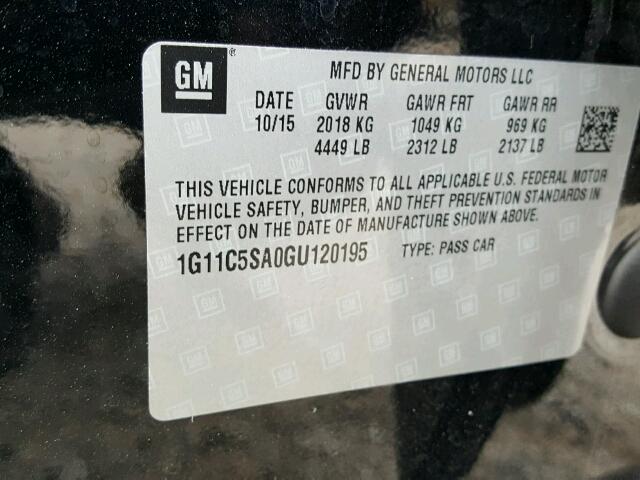 GM ®
MFD BY GENERAL MOTORS LLC
DATE GVWR GAWR FRT GAWR RR
10/15 2018 KG 1049 KG 969 KG
4449 LB 2312 LB 2137 LB
THIS VEHICLE CONFORMS TO ALL APPLICABLE U.S. FEDERAL MOTOR
VEHICLE SAFETY, BUMPER, AND THEFT PREVENTION STANDARDS IN
EFFECT ON THE DATE OF MANUFACTURE SHOWN ABOVE.
1G11C5SA0GU120195 TYPE: PASS CAR